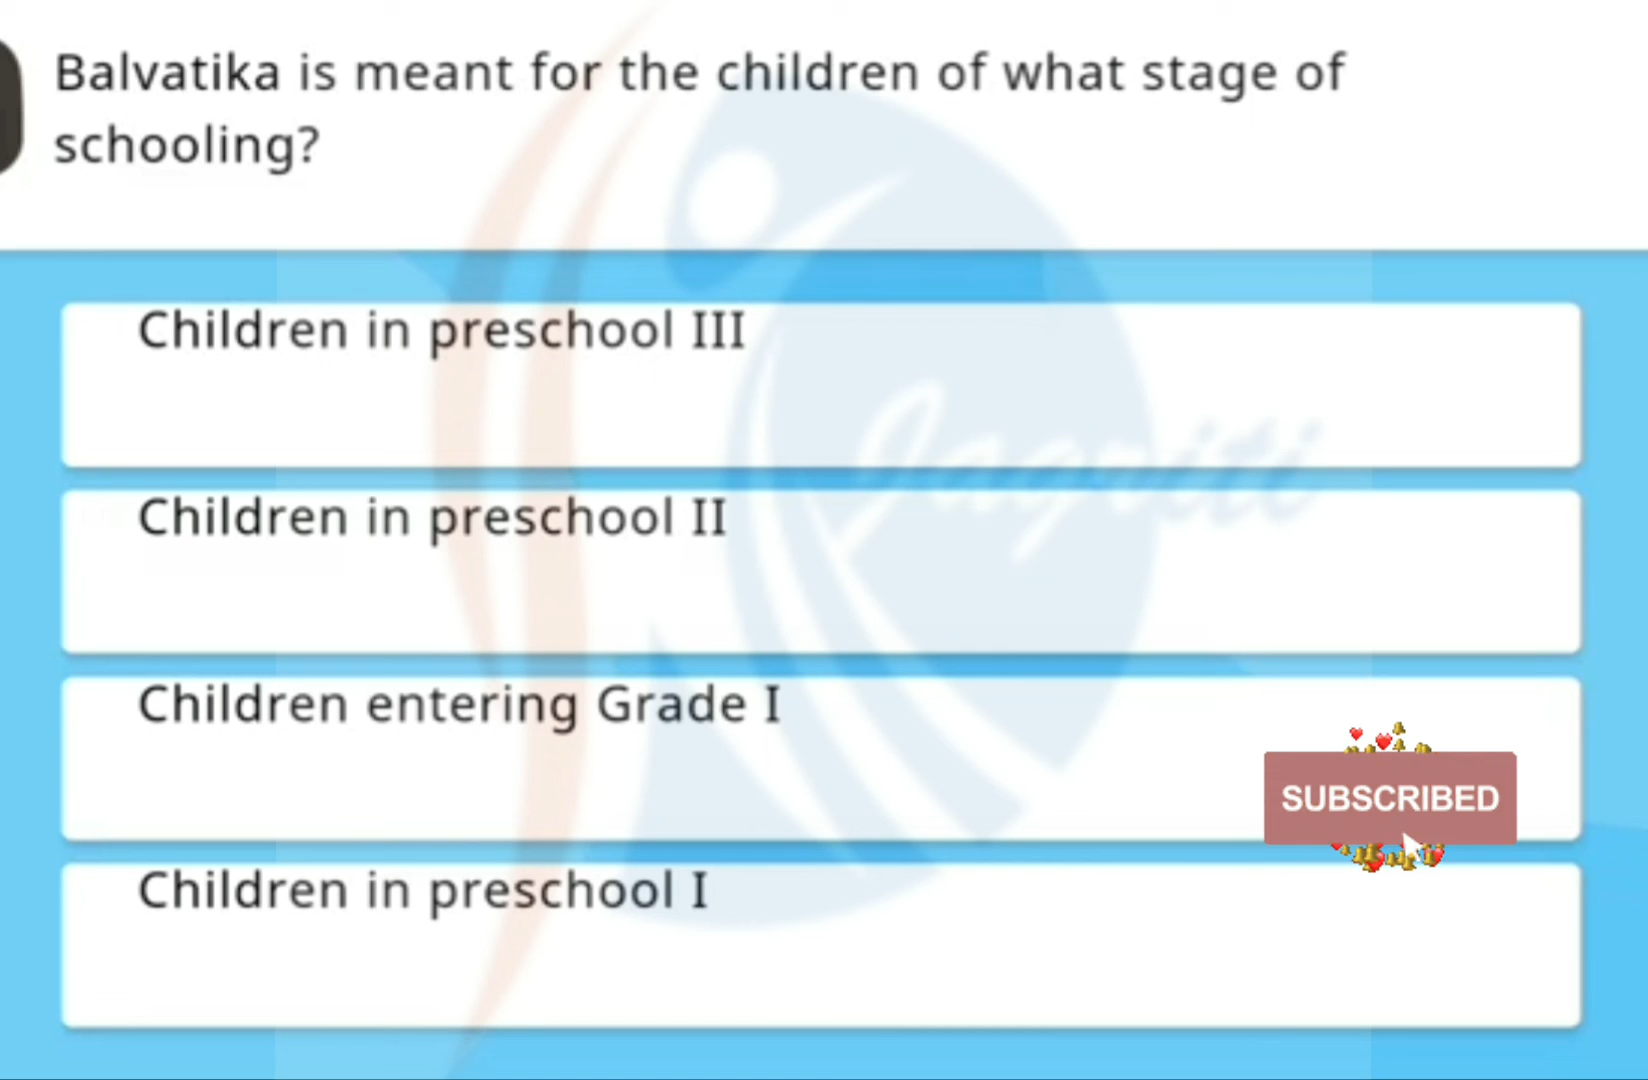 Balvatika is meant for the children of what stage of
schooling?
Children in preschool III
Children in preschool II
Jagriti
Children entering Grade I
SUBSCRIBED
Children in preschool I